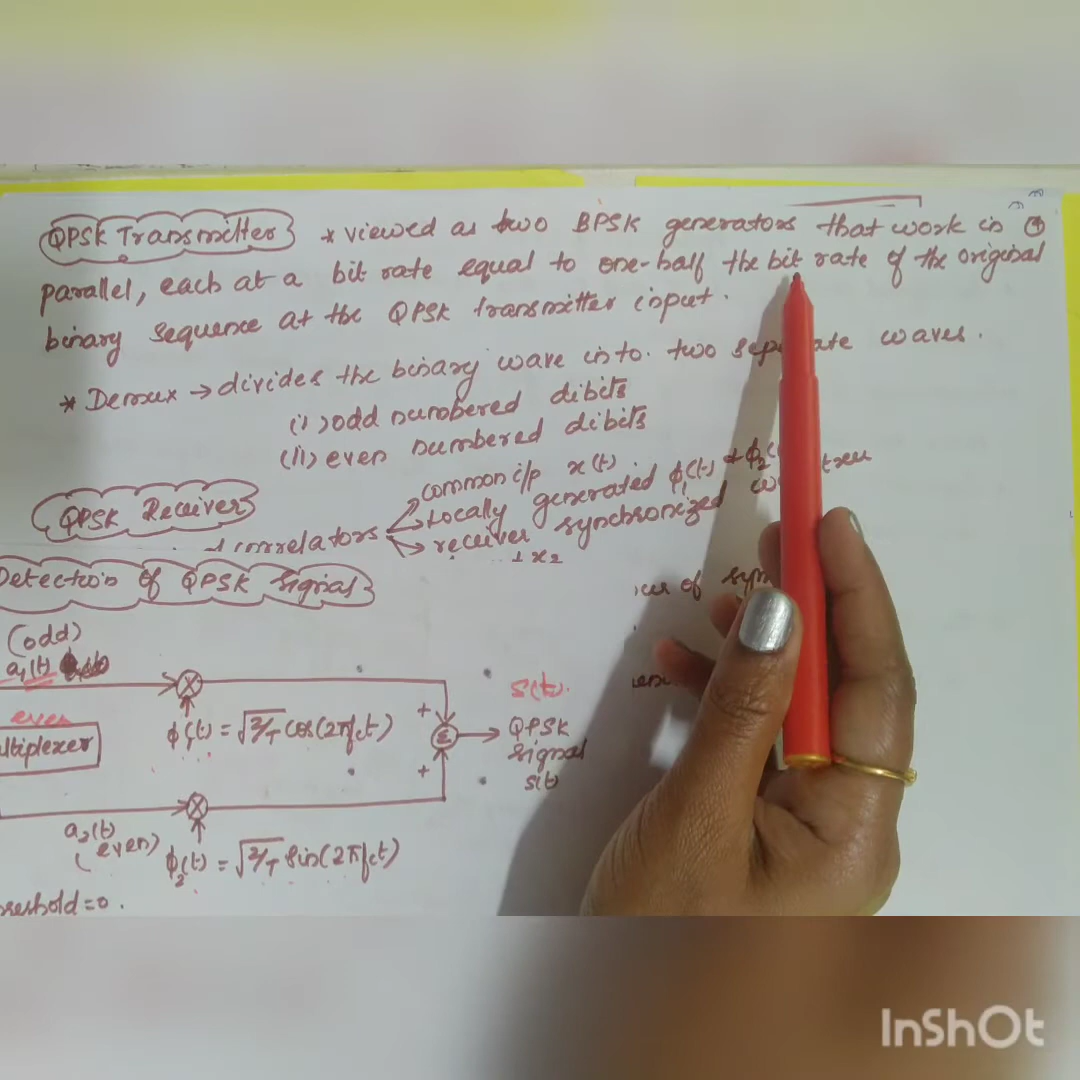 QPSK Transmitter * viewed as two BPSK generators that work in
parallel, each at a bit rate equal to one-half the bit rate of the original
binary sequence at the QPSK transmitter input.
* Demux → divides the binary wave into two separate waves.
(i) odd numbered dibits
(ii) even numbered dibits
QPSK Receiver
correlators
common i/p x(t)
→ Locally generated φ1(t) & φ2(
receiver synchronized
Detection of QPSK Signal
(odd)
a1(t)
even
ltiplexer
φ1(t) = √2/T cos(2πfct)
+
Σ
+
s(t).
QPSK
signal
s(t)
a2(t)
(even)
φ2(t) = √2/T sin(2πfct)
reshold = 0.
InShOt